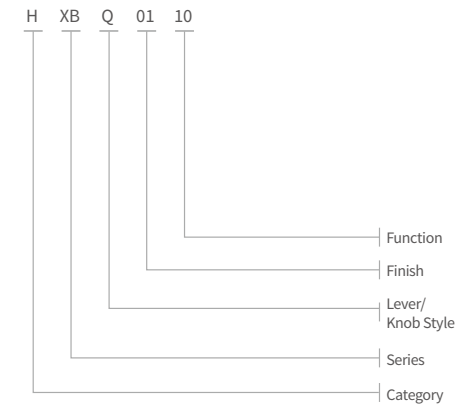 H XB Q 01 10
Function
Finish
Lever/
Knob Style
Series
Category